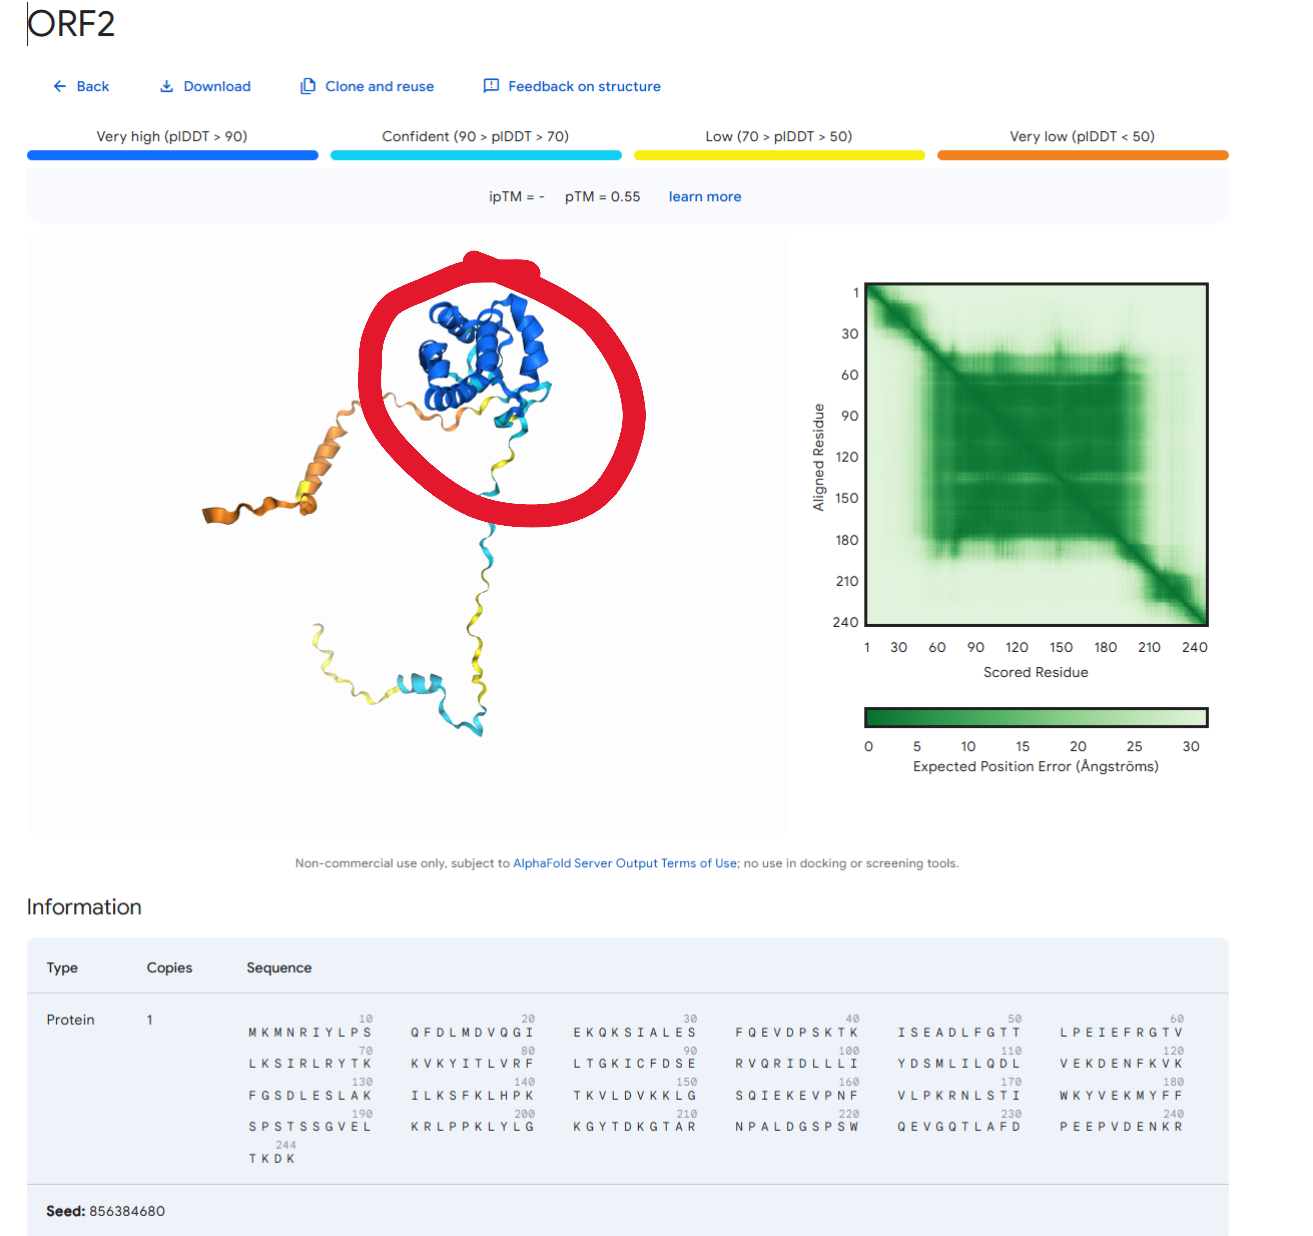 ORF2
Back Download Clone and reuse Feedback on structure
Very high (plDDT > 90) Confident (90 > plDDT > 70) Low (70 > plDDT > 50) Very low (plDDT < 50)
ipTM = - pTM = 0.55 learn more
1
30
60
90
120
150
180
210
240
Aligned Residue
1 30 60 90 120 150 180 210 240
Scored Residue
0 5 10 15 20 25 30
Expected Position Error (Ångströms)
Non-commercial use only, subject to AlphaFold Server Output Terms of Use; no use in docking or screening tools.
Information
Type Copies Sequence
Protein 1
10 20 30 40 50 60
MKMNRIYLPS QFDLMDVQGI EKQKSIALES FQEVDPSKTK ISEADLFGTT LPEIEFRGTV
70 80 90 100 110 120
LKSIRLRYTK KVKYITLVRF LTGKICFDSE RVQRIDLLLI YDSMLILQDL VEKDENFKVK
130 140 150 160 170 180
FGSDLESLAK ILKSFKLHPK TKVLDVKKLG SQIEKEVPNF VLPKRNLSTI WKYVEKMYFF
190 200 210 220 230 240
SPSTSSGVEL KRLPPKLYLG KGYTDKGTAR NPALDGSPSW QEVGQTLAFD PEEPVDENKR
244
TKDK
Seed: 856384680